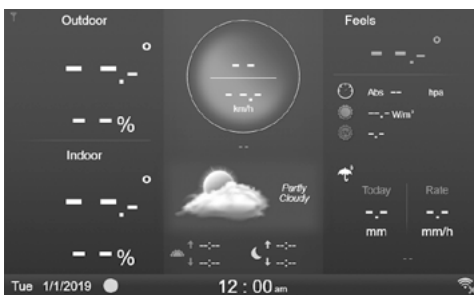 Outdoor
-- --.-°
-- --%
Indoor
-- --.-°
-- --%
-- --
-- --.-
km/h
--
Partly
Cloudy
--:-- --:--
--:-- --:--
Feels
-- --.-°
Abs -- hpa
--.- W/m²
-.-
Today Rate
-.- -.-
mm mm/h
--
Tue 1/1/2019 12 : 00 am